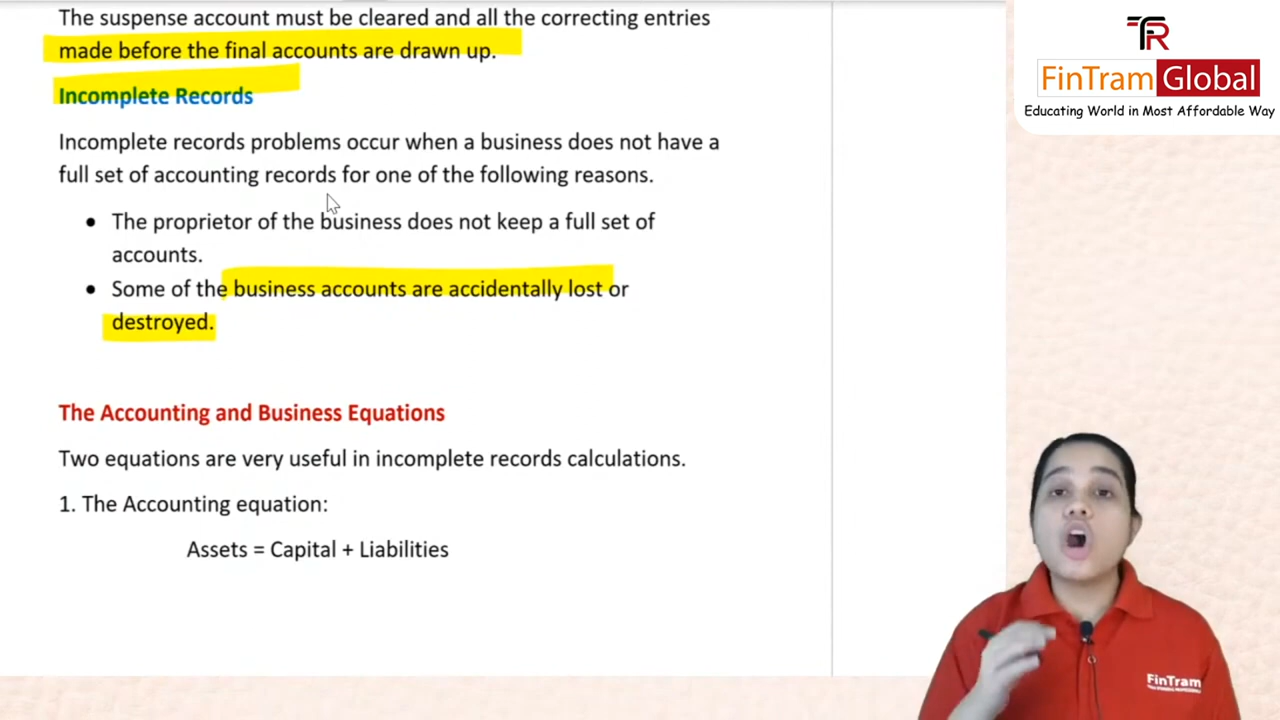 The suspense account must be cleared and all the correcting entries
made before the final accounts are drawn up.
Incomplete Records
Incomplete records problems occur when a business does not have a
full set of accounting records for one of the following reasons.
• The proprietor of the business does not keep a full set of
accounts.
• Some of the business accounts are accidentally lost or
destroyed.
The Accounting and Business Equations
Two equations are very useful in incomplete records calculations.
1. The Accounting equation:
Assets = Capital + Liabilities
FinTram Global
Educating World in Most Affordable Way
FinTram